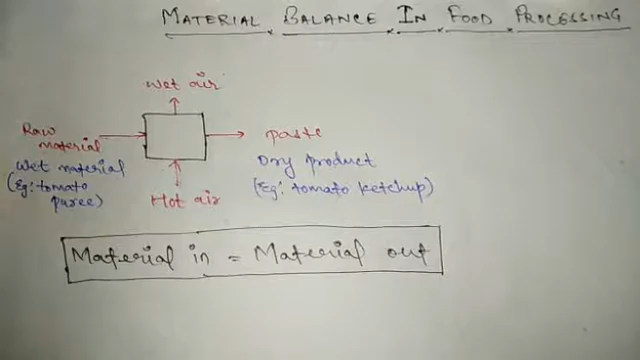 MATERIAL BALANCE IN FOOD PROCESSING
Wet air
Raw
material
paste
Wet material
(Eg: tomato
puree)
Dry product
(Eg: tomato ketchup)
Hot air
Material in = Material out